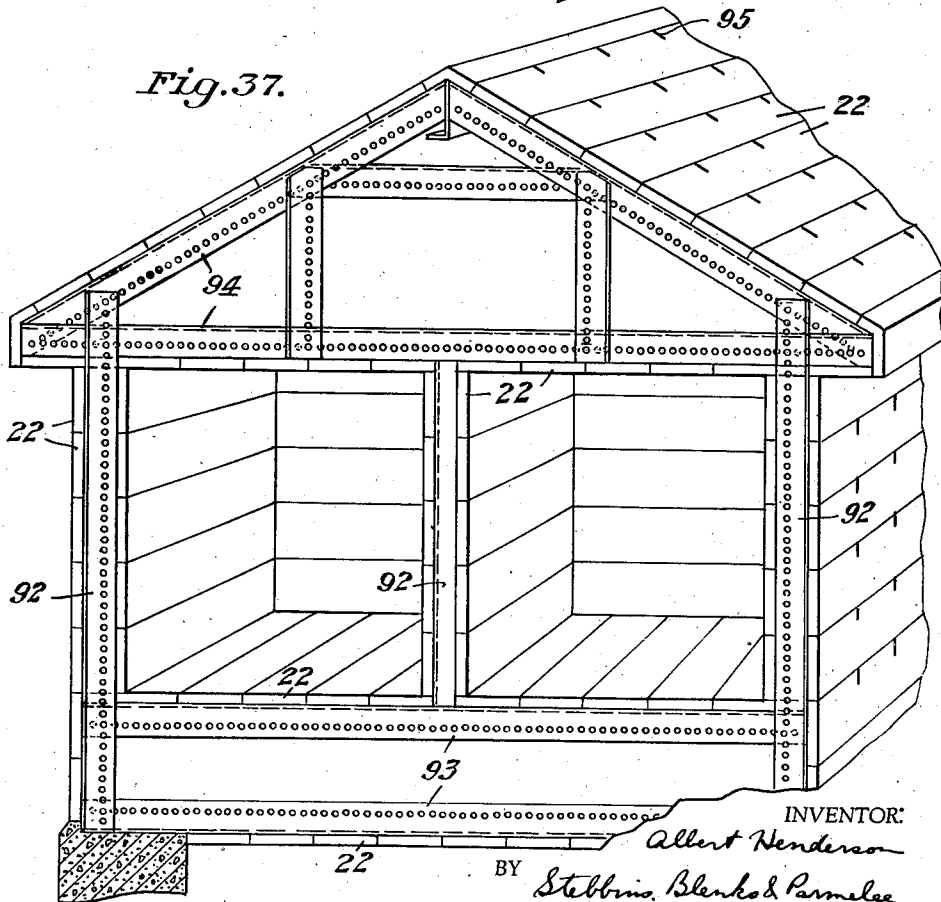 95
Fig. 37.
22
94
22
22
92
92
92
22
93
93
22
INVENTOR:
Albert Henderson
BY
Stebbins, Blenko & Parmelee